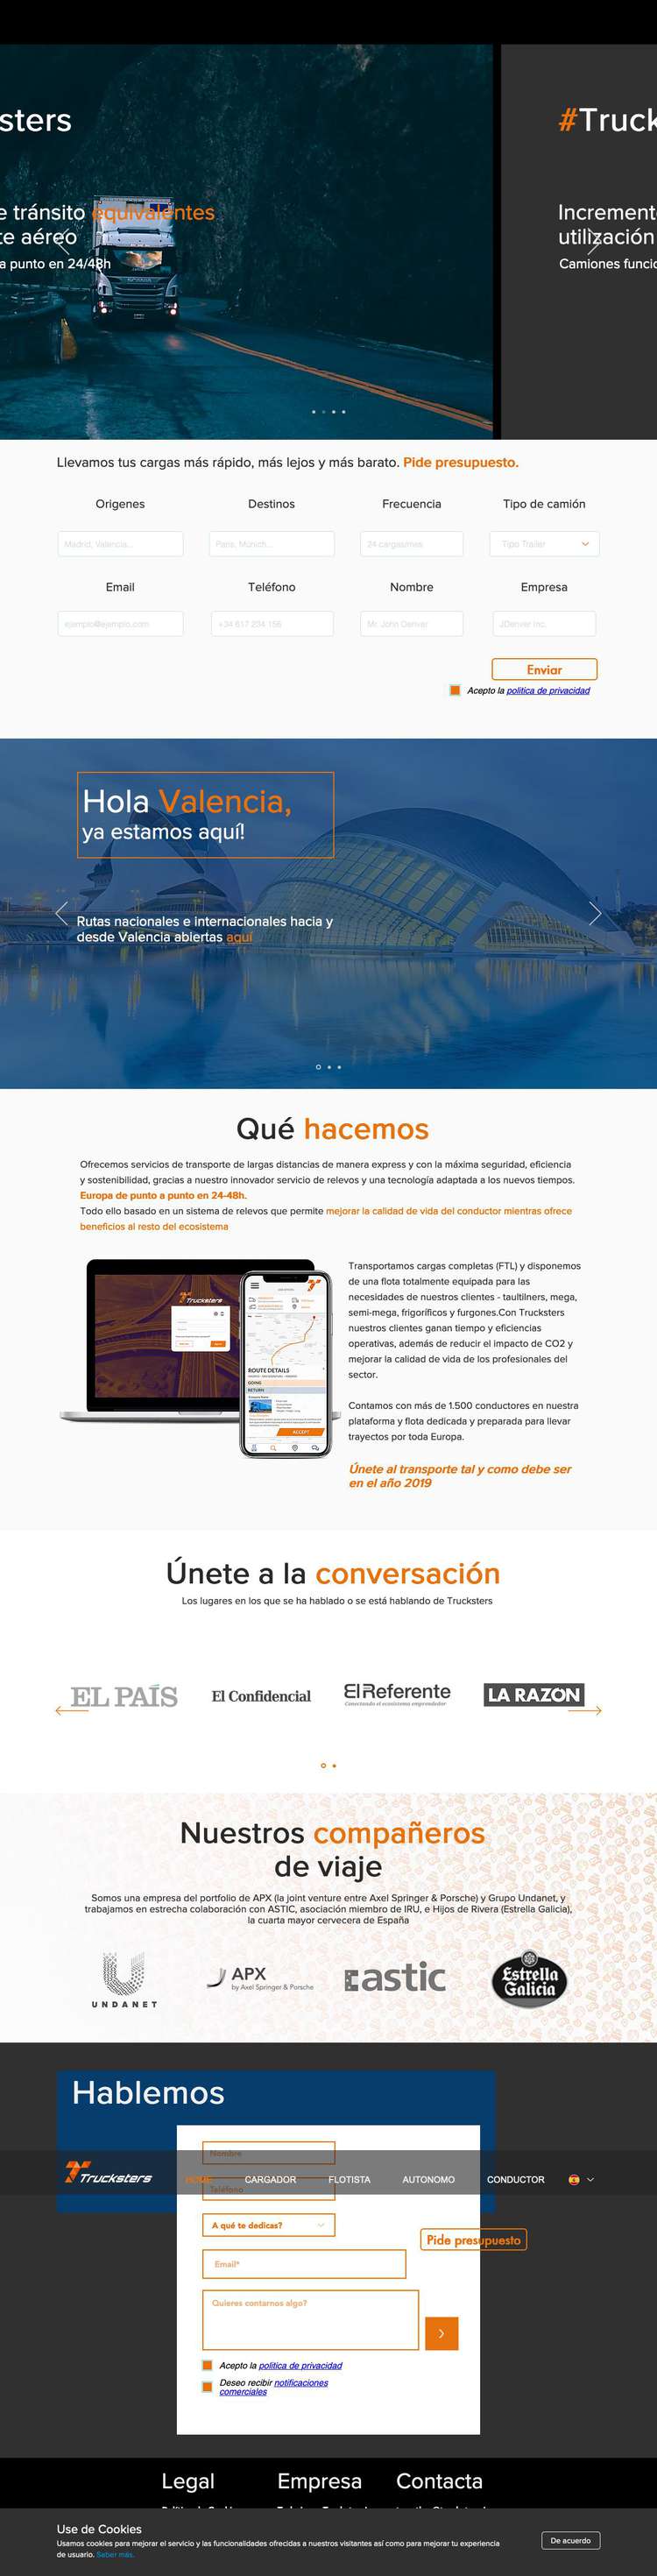 sters
#Truck
e tránsito equivalentes
te aéreo
a punto en 24/48h
Increment
utilización
Camiones funcio
Llevamos tus cargas más rápido, más lejos y más barato. Pide presupuesto.
Origenes
Destinos
Frecuencia
Tipo de camión
Madrid, Valencia...
Paris, Munich...
24 cargas/mes
Tipo Trailer
Email
Teléfono
Nombre
Empresa
ejemplo@ejemplo.com
+34 617 234 156
Mr. John Denver
JDenver Inc.
Enviar
Acepto la politica de privacidad
Hola Valencia,
ya estamos aquí!
Rutas nacionales e internacionales hacia y
desde Valencia abiertas aquí
Qué hacemos
Ofrecemos servicios de transporte de largas distancias de manera express y con la máxima seguridad, eficiencia
y sostenibilidad, gracias a nuestro innovador servicio de relevos y una tecnología adaptada a los nuevos tiempos.
Europa de punto a punto en 24-48h.
Todo ello basado en un sistema de relevos que permite mejorar la calidad de vida del conductor mientras ofrece
beneficios al resto del ecosistema
Trucksters
ROUTE DETAILS
GOING
RETURN
ACCEPT
Transportamos cargas completas (FTL) y disponemos
de una flota totalmente equipada para las
necesidades de nuestros clientes - taultilners, mega,
semi-mega, frigoríficos y furgones.Con Trucksters
nuestros clientes ganan tiempo y eficiencias
operativas, además de reducir el impacto de CO2 y
mejorar la calidad de vida de los profesionales del
sector.
Contamos con más de 1.500 conductores en nuestra
plataforma y flota dedicada y preparada para llevar
trayectos por toda Europa.
Únete al transporte tal y como debe ser
en el año 2019
Únete a la conversación
Los lugares en los que se ha hablado o se está hablando de Trucksters
EL PAÍS
El Confidencial
ElReferente
Conectando el ecosistema emprendedor
LA RAZÓN
Nuestros compañeros
de viaje
Somos una empresa del portfolio de APX (la joint venture entre Axel Springer & Porsche) y Grupo Undanet, y
trabajamos en estrecha colaboración con ASTIC, asociación miembro de IRU, e Hijos de Rivera (Estrella Galicia),
la cuarta mayor cervecera de España
UNDANET
APX
by Axel Springer & Porsche
astic
Estrella
Galicia
Hablemos
Nombre
Trucksters
HOME
CARGADOR
FLOTISTA
AUTONOMO
CONDUCTOR
Teléfono
A qué te dedicas?
Pide presupuesto
Email*
Quieres contarnos algo?
Acepto la politica de privacidad
Deseo recibir notificaciones
comerciales
Legal
Empresa
Contacta
Uso de Cookies
Usamos cookies para mejorar el servicio y las funcionalidades ofrecidas a nuestros visitantes así como para mejorar tu experiencia
de usuario. Saber más.
De acuerdo